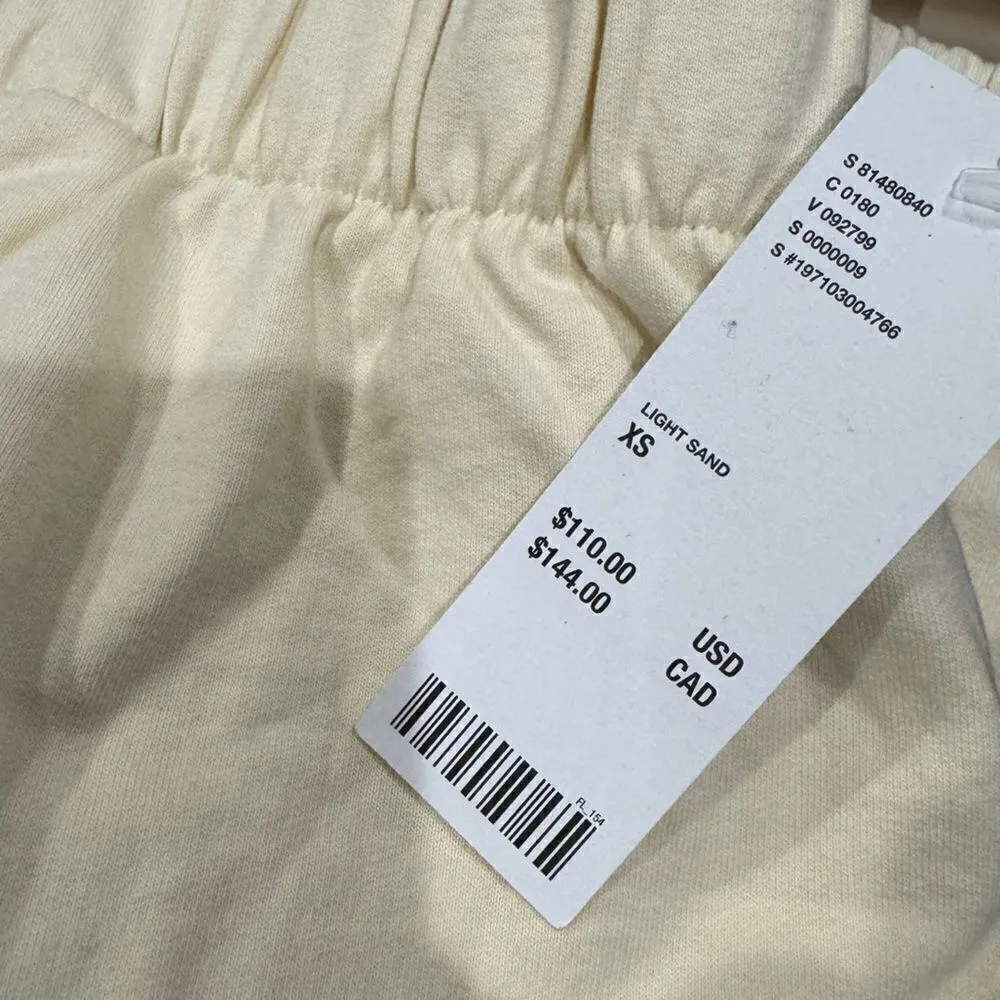 S 81480840
C 0180
V 092799
S 0000009
S #197103004766
LIGHT SAND
XS
$110.00 USD
$144.00 CAD
FL_154